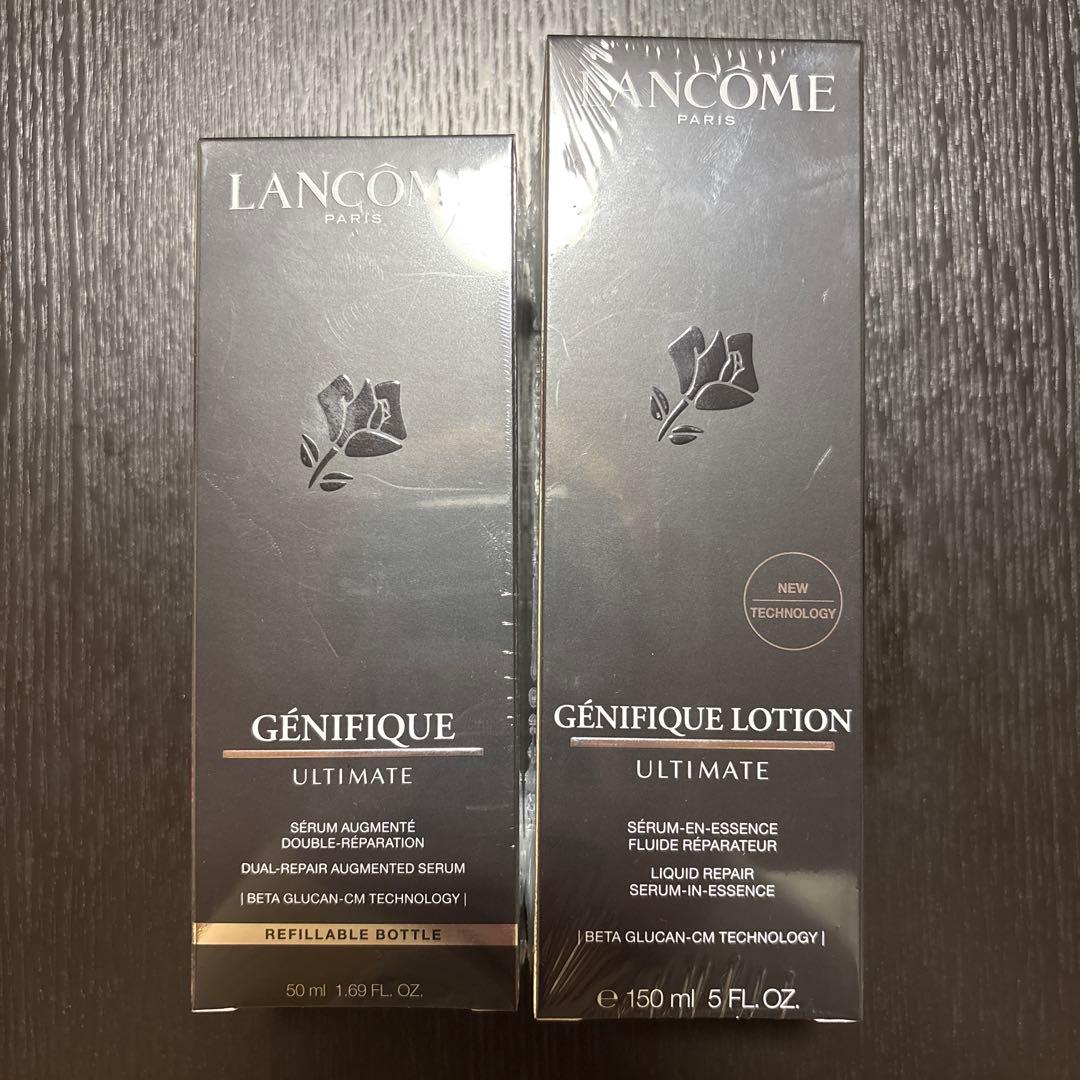 LANCÔME
PARIS
GÉNIFIQUE
ULTIMATE
SÉRUM AUGMENTÉ
DOUBLE-RÉPARATION
DUAL-REPAIR AUGMENTED SERUM
| BETA GLUCAN-CM TECHNOLOGY |
REFILLABLE BOTTLE
50 ml 1.69 FL. OZ.
LANCÔME
PARIS
NEW
TECHNOLOGY
GÉNIFIQUE LOTION
ULTIMATE
SÉRUM-EN-ESSENCE
FLUIDE RÉPARATEUR
LIQUID REPAIR
SERUM-IN-ESSENCE
| BETA GLUCAN-CM TECHNOLOGY |
℮ 150 ml 5 FL. OZ.